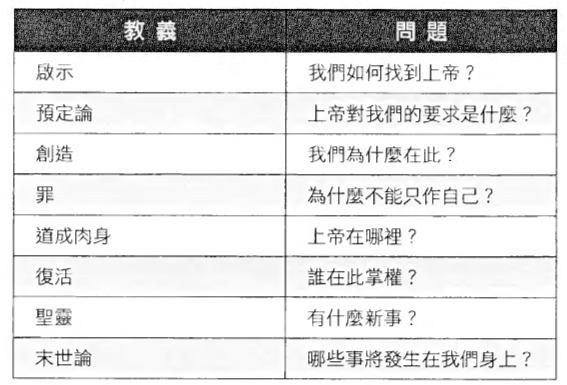 教義 問題
啟示 我們如何找到上帝？
預定論 上帝對我們的要求是什麼？
創造 我們為什麼在此？
罪 為什麼不能只作自己？
道成肉身 上帝在哪裡？
復活 誰在此掌權？
聖靈 有什麼新事？
末世論 哪些事將發生在我們身上？